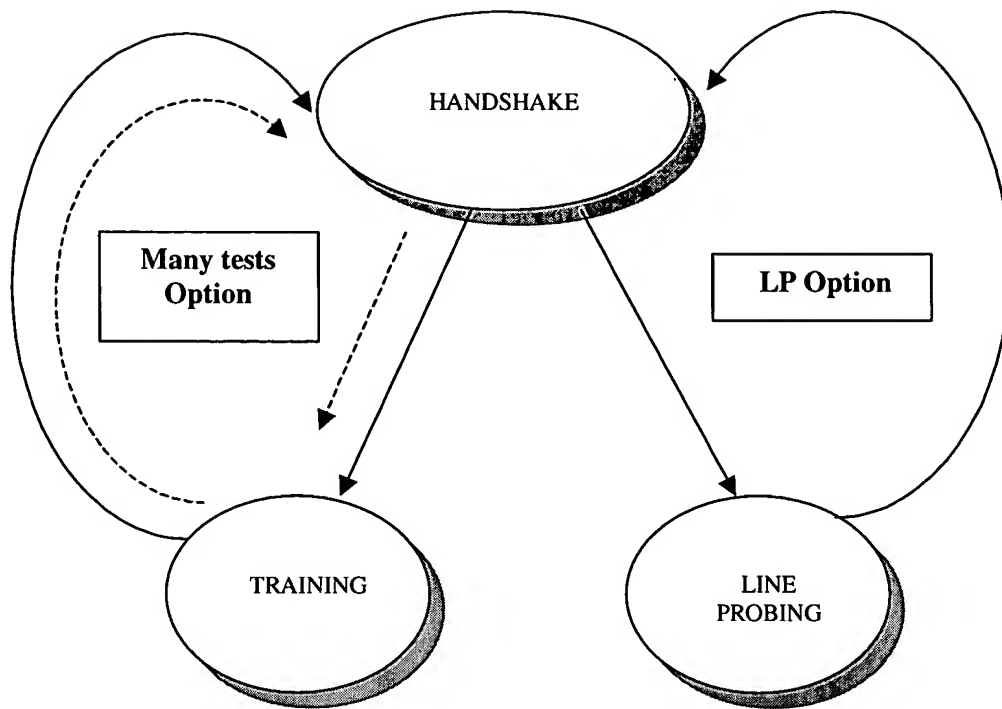 HANDSHAKE
Many tests
Option
LP Option
TRAINING
LINE
PROBING